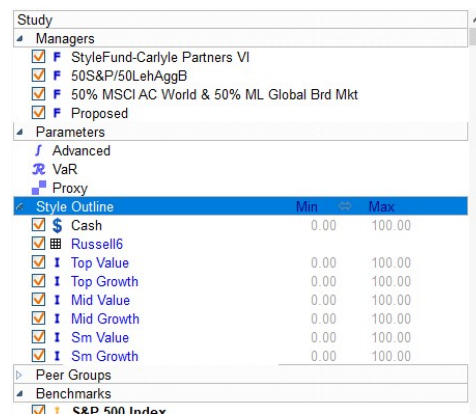 Study
Managers
F StyleFund-Carlyle Partners VI
F 50S&P/50LehAggB
F 50% MSCI AC World & 50% ML Global Brd Mkt
F Proposed
Parameters
∫ Advanced
R VaR
Proxy
Style Outline Min ⇔ Max
$ Cash 0.00 100.00
Russell6
I Top Value 0.00 100.00
I Top Growth 0.00 100.00
I Mid Value 0.00 100.00
I Mid Growth 0.00 100.00
I Sm Value 0.00 100.00
I Sm Growth 0.00 100.00
Peer Groups
Benchmarks
I S&P 500 Index